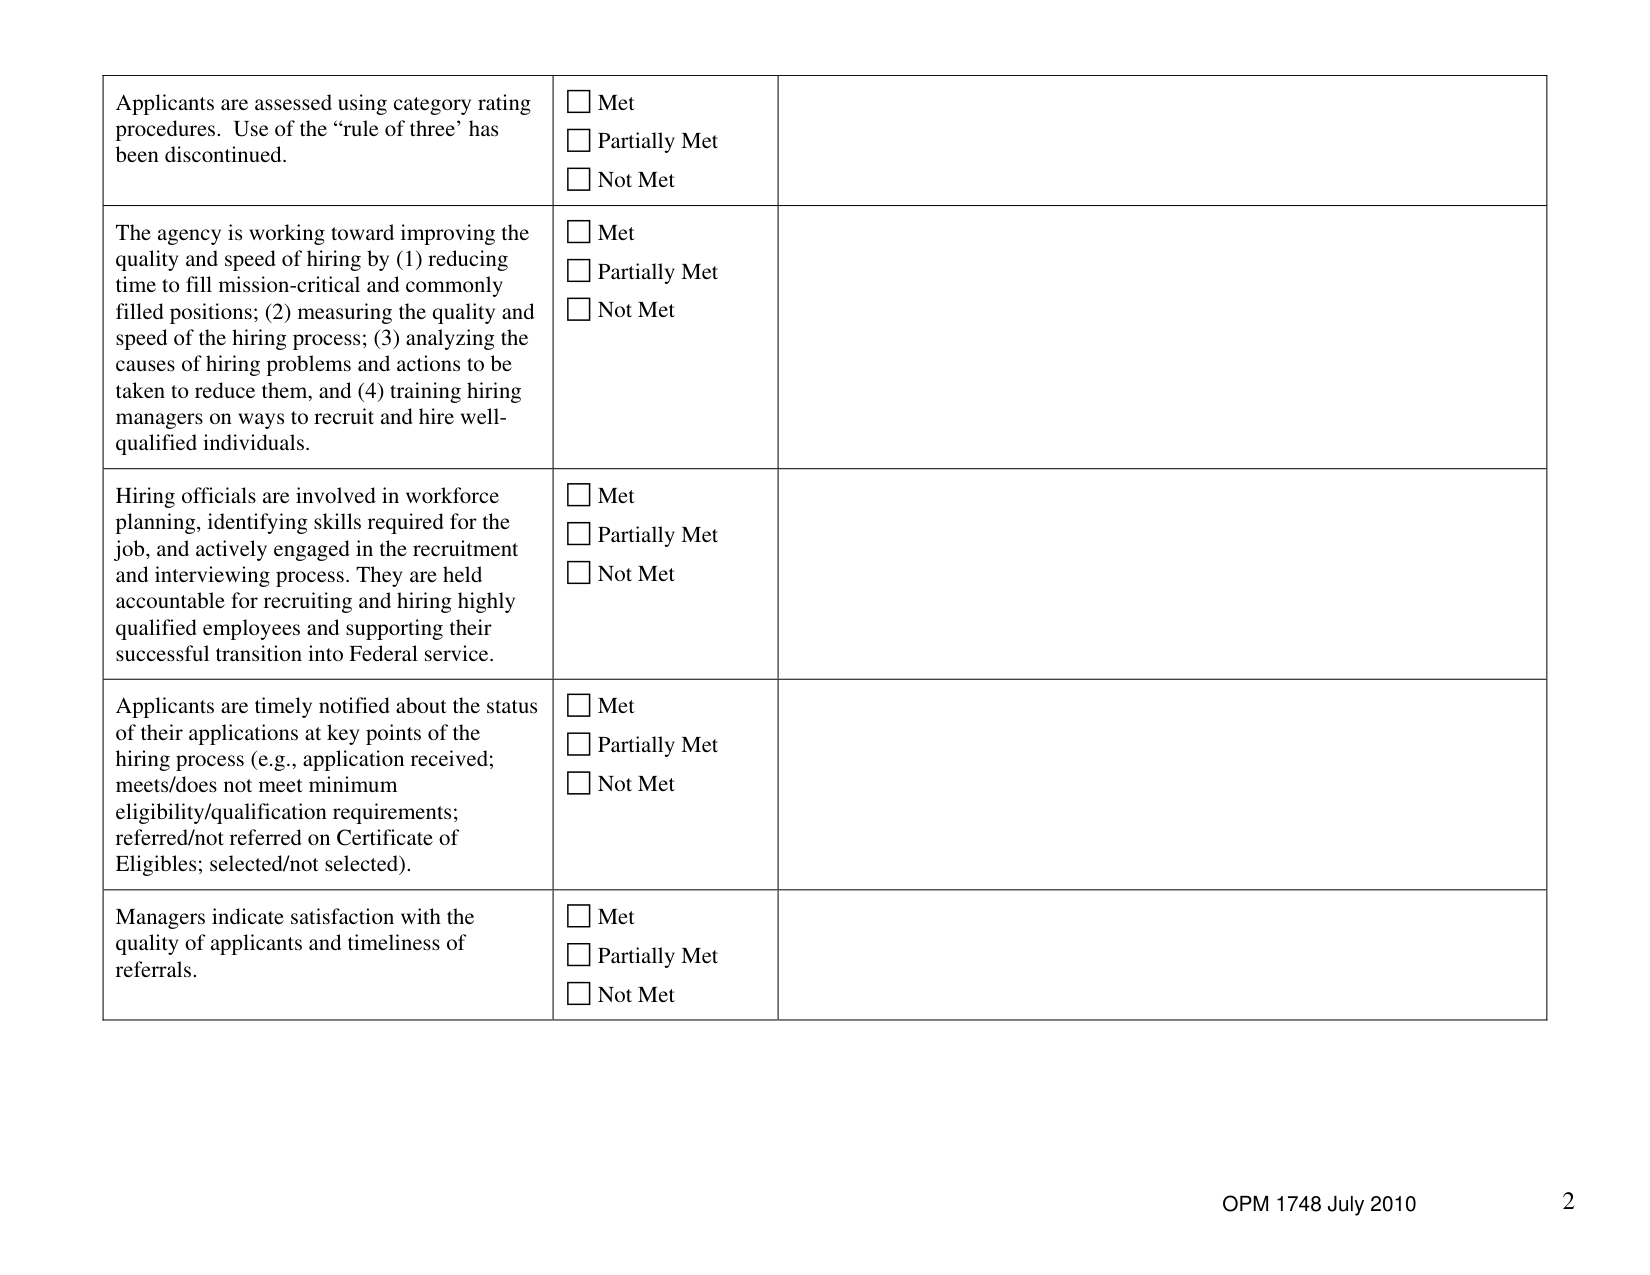 Applicants are assessed using category rating
procedures.  Use of the “rule of three’ has
been discontinued.
Met
Partially Met
Not Met
The agency is working toward improving the
quality and speed of hiring by (1) reducing
time to fill mission-critical and commonly
filled positions; (2) measuring the quality and
speed of the hiring process; (3) analyzing the
causes of hiring problems and actions to be
taken to reduce them, and (4) training hiring
managers on ways to recruit and hire well-
qualified individuals.
Met
Partially Met
Not Met
Hiring officials are involved in workforce
planning, identifying skills required for the
job, and actively engaged in the recruitment
and interviewing process. They are held
accountable for recruiting and hiring highly
qualified employees and supporting their
successful transition into Federal service.
Met
Partially Met
Not Met
Applicants are timely notified about the status
of their applications at key points of the
hiring process (e.g., application received;
meets/does not meet minimum
eligibility/qualification requirements;
referred/not referred on Certificate of
Eligibles; selected/not selected).
Met
Partially Met
Not Met
Managers indicate satisfaction with the
quality of applicants and timeliness of
referrals.
Met
Partially Met
Not Met
OPM 1748 July 2010
2